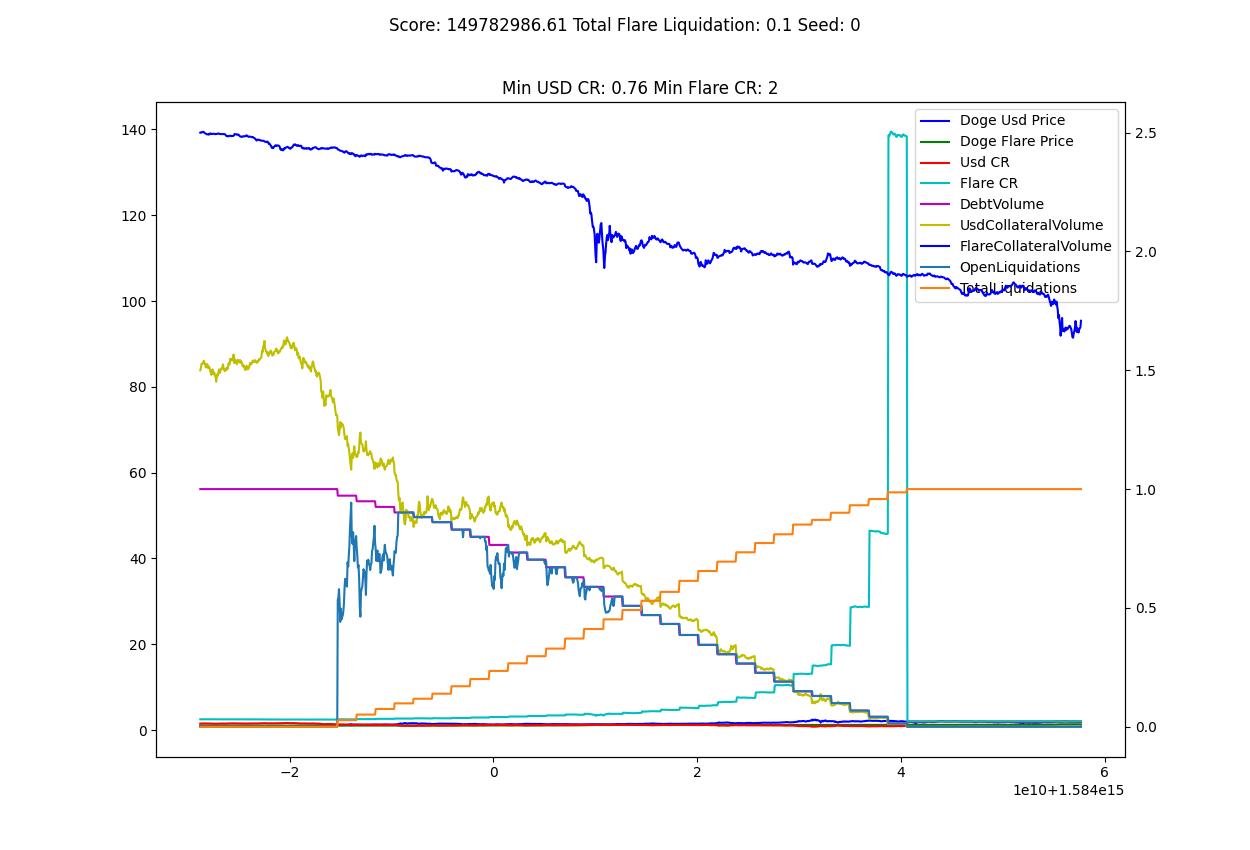 Score: 149782986.61 Total Flare Liquidation: 0.1 Seed: 0
Min USD CR: 0.76 Min Flare CR: 2
140
120
100
80
60
40
20
0
Doge Usd Price
Doge Flare Price
Usd CR
Flare CR
DebtVolume
UsdCollateralVolume
FlareCollateralVolume
OpenLiquidations
TotalLiquidations
2.5
2.0
1.5
1.0
0.5
0.0
−2 0 2 4 6
1e10+1.584e15